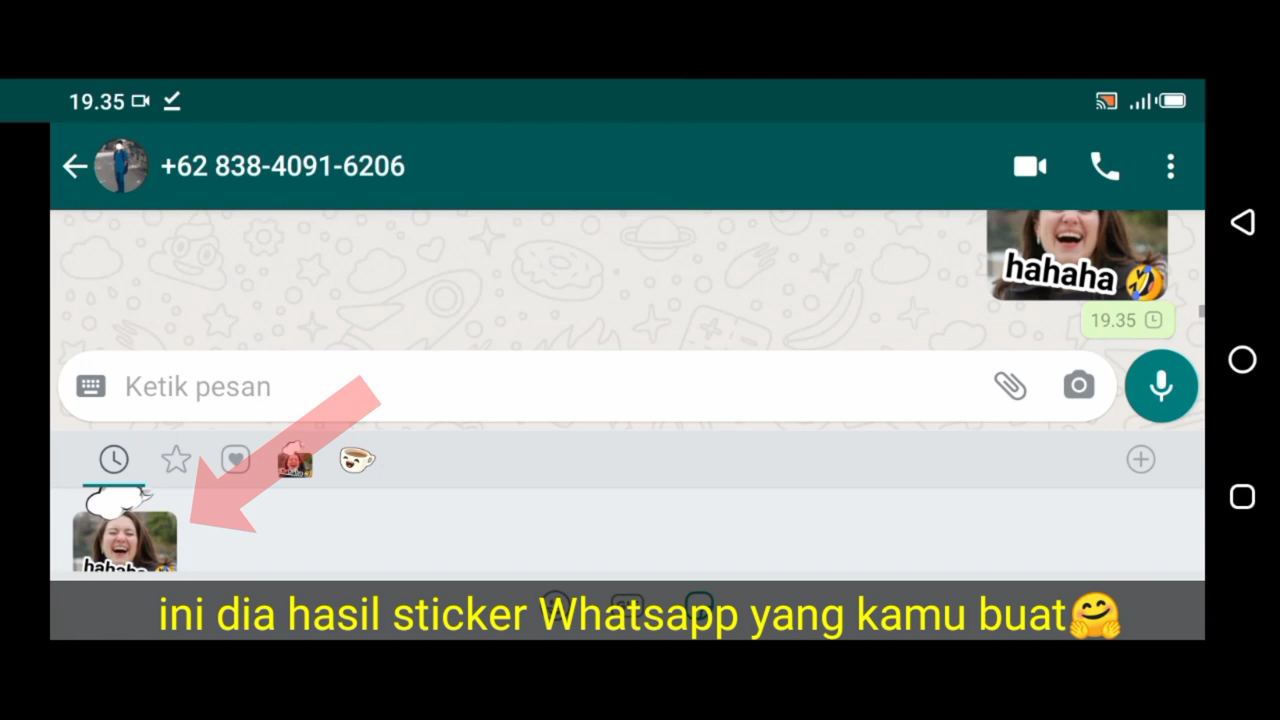 19.35
+62 838-4091-6206
hahaha
19.35
Ketik pesan
hahaha
ini dia hasil sticker Whatsapp yang kamu buat🤗